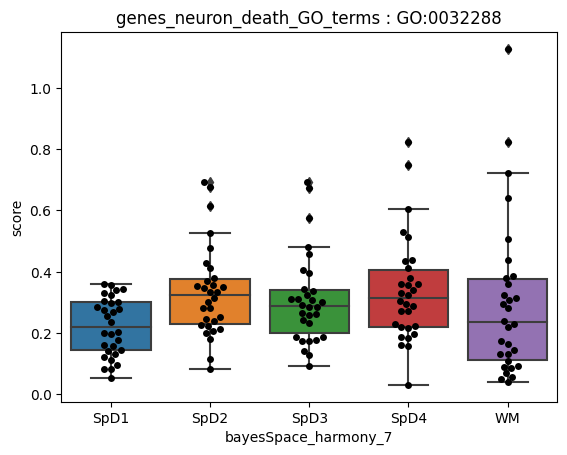 genes_neuron_death_GO_terms : GO:0032288
score
1.0
0.8
0.6
0.4
0.2
0.0
SpD1 SpD2 SpD3 SpD4 WM
bayesSpace_harmony_7